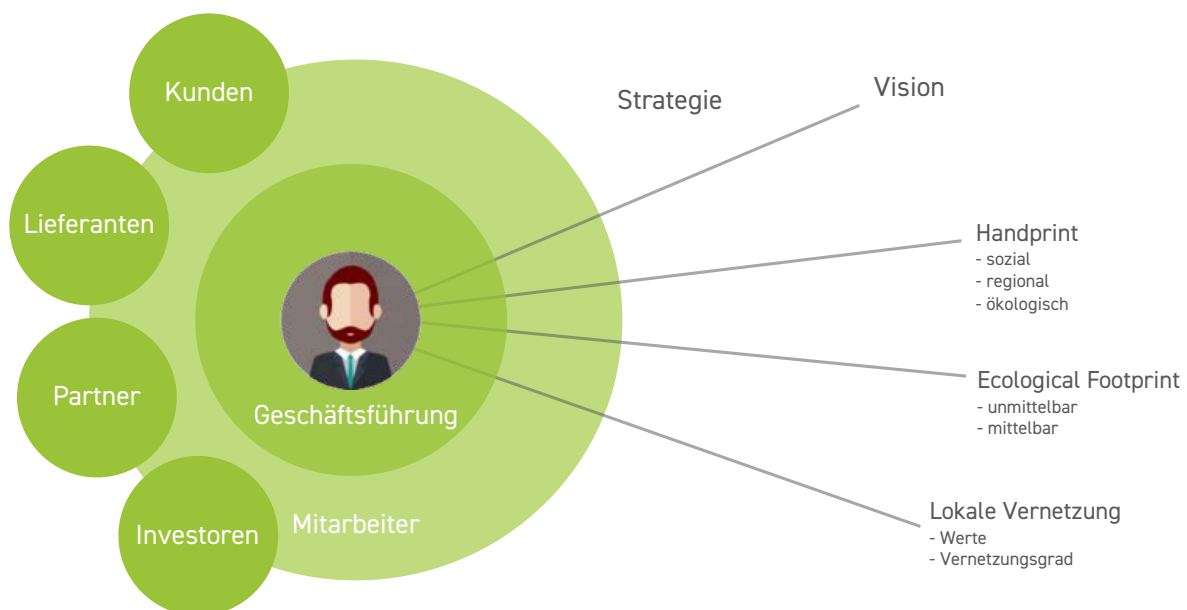 Kunden
Lieferanten
Partner
Investoren
Geschäftsführung
Mitarbeiter
Strategie
Vision
Handprint
- sozial
- regional
- ökologisch
Ecological Footprint
- unmittelbar
- mittelbar
Lokale Vernetzung
- Werte
- Vernetzungsgrad